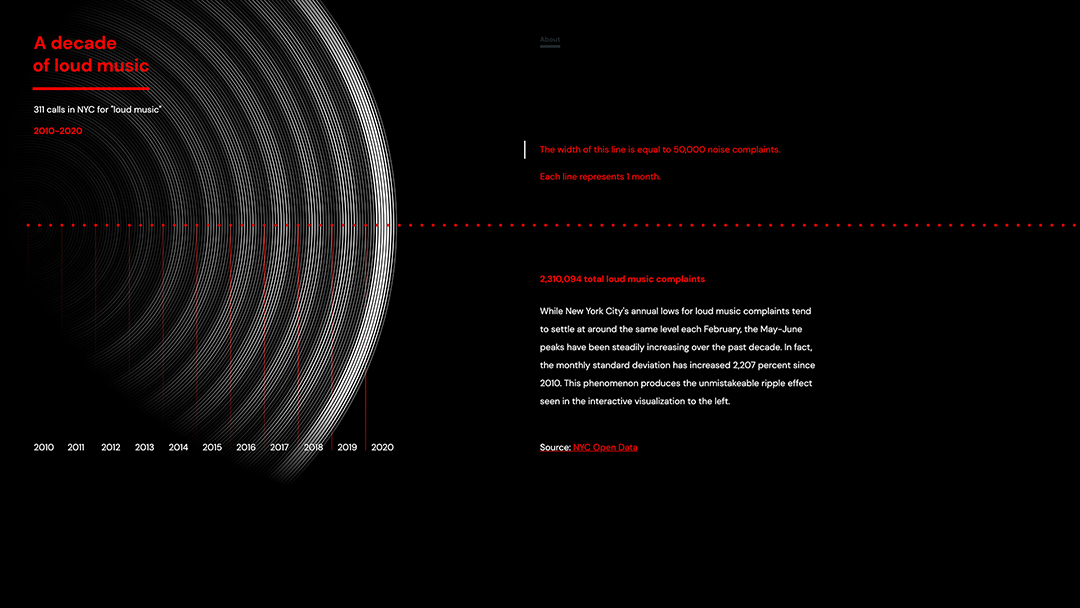 A decade
of loud music
311 calls in NYC for "loud music"
2010-2020
About
The width of this line is equal to 50,000 noise complaints.
Each line represents 1 month.
2,310,094 total loud music complaints
While New York City's annual lows for loud music complaints tend
to settle at around the same level each February, the May-June
peaks have been steadily increasing over the past decade. In fact,
the monthly standard deviation has increased 2,207 percent since
2010. This phenomenon produces the unmistakeable ripple effect
seen in the interactive visualization to the left.
2010 2011 2012 2013 2014 2015 2016 2017 2018 2019 2020
Source: NYC Open Data